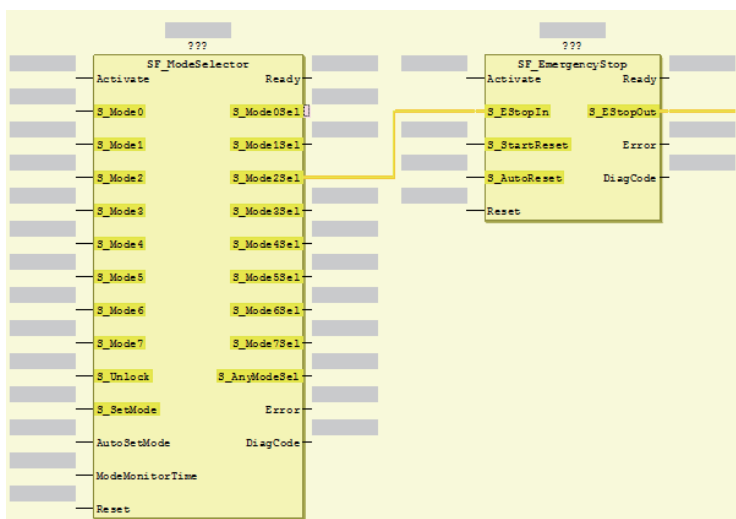 ???
SF_ModeSelector
Activate Ready
S_Mode0 S_Mode0Sel
S_Mode1 S_Mode1Sel
S_Mode2 S_Mode2Sel
S_Mode3 S_Mode3Sel
S_Mode4 S_Mode4Sel
S_Mode5 S_Mode5Sel
S_Mode6 S_Mode6Sel
S_Mode7 S_Mode7Sel
S_Unlock S_AnyModeSel
S_SetMode Error
AutoSetMode DiagCode
ModeMonitorTime
Reset
???
SF_EmergencyStop
Activate Ready
S_EStopIn S_EStopOut
S_StartReset Error
S_AutoReset DiagCode
Reset